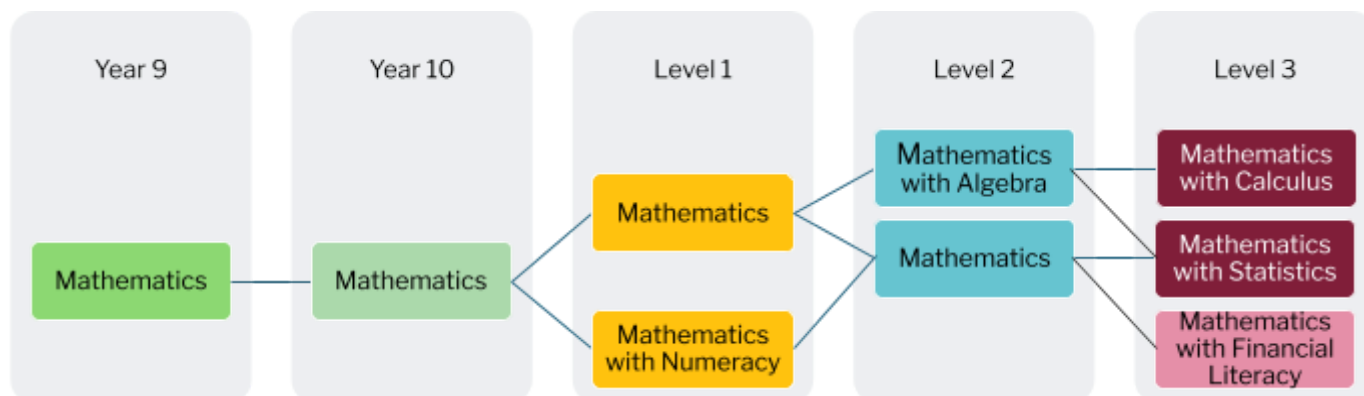 Year 9
Year 10
Level 1
Level 2
Level 3
Mathematics
Mathematics
Mathematics
Mathematics
with Numeracy
Mathematics
with Algebra
Mathematics
Mathematics
with Calculus
Mathematics
with Statistics
Mathematics
with Financial
Literacy